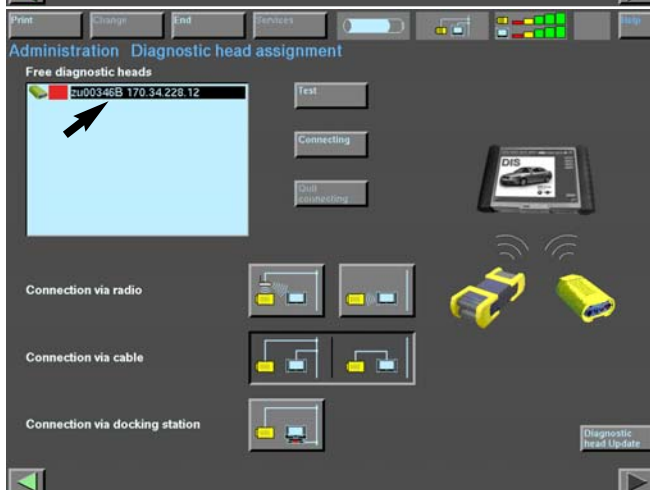 Print Change End Services Help
Administration Diagnostic head assignment
Free diagnostic heads
zu00346B 170.34.228.12
Test
Connecting
Quit
connecting
DIS
Connection via radio
Connection via cable
Connection via docking station
Diagnostic
head Update